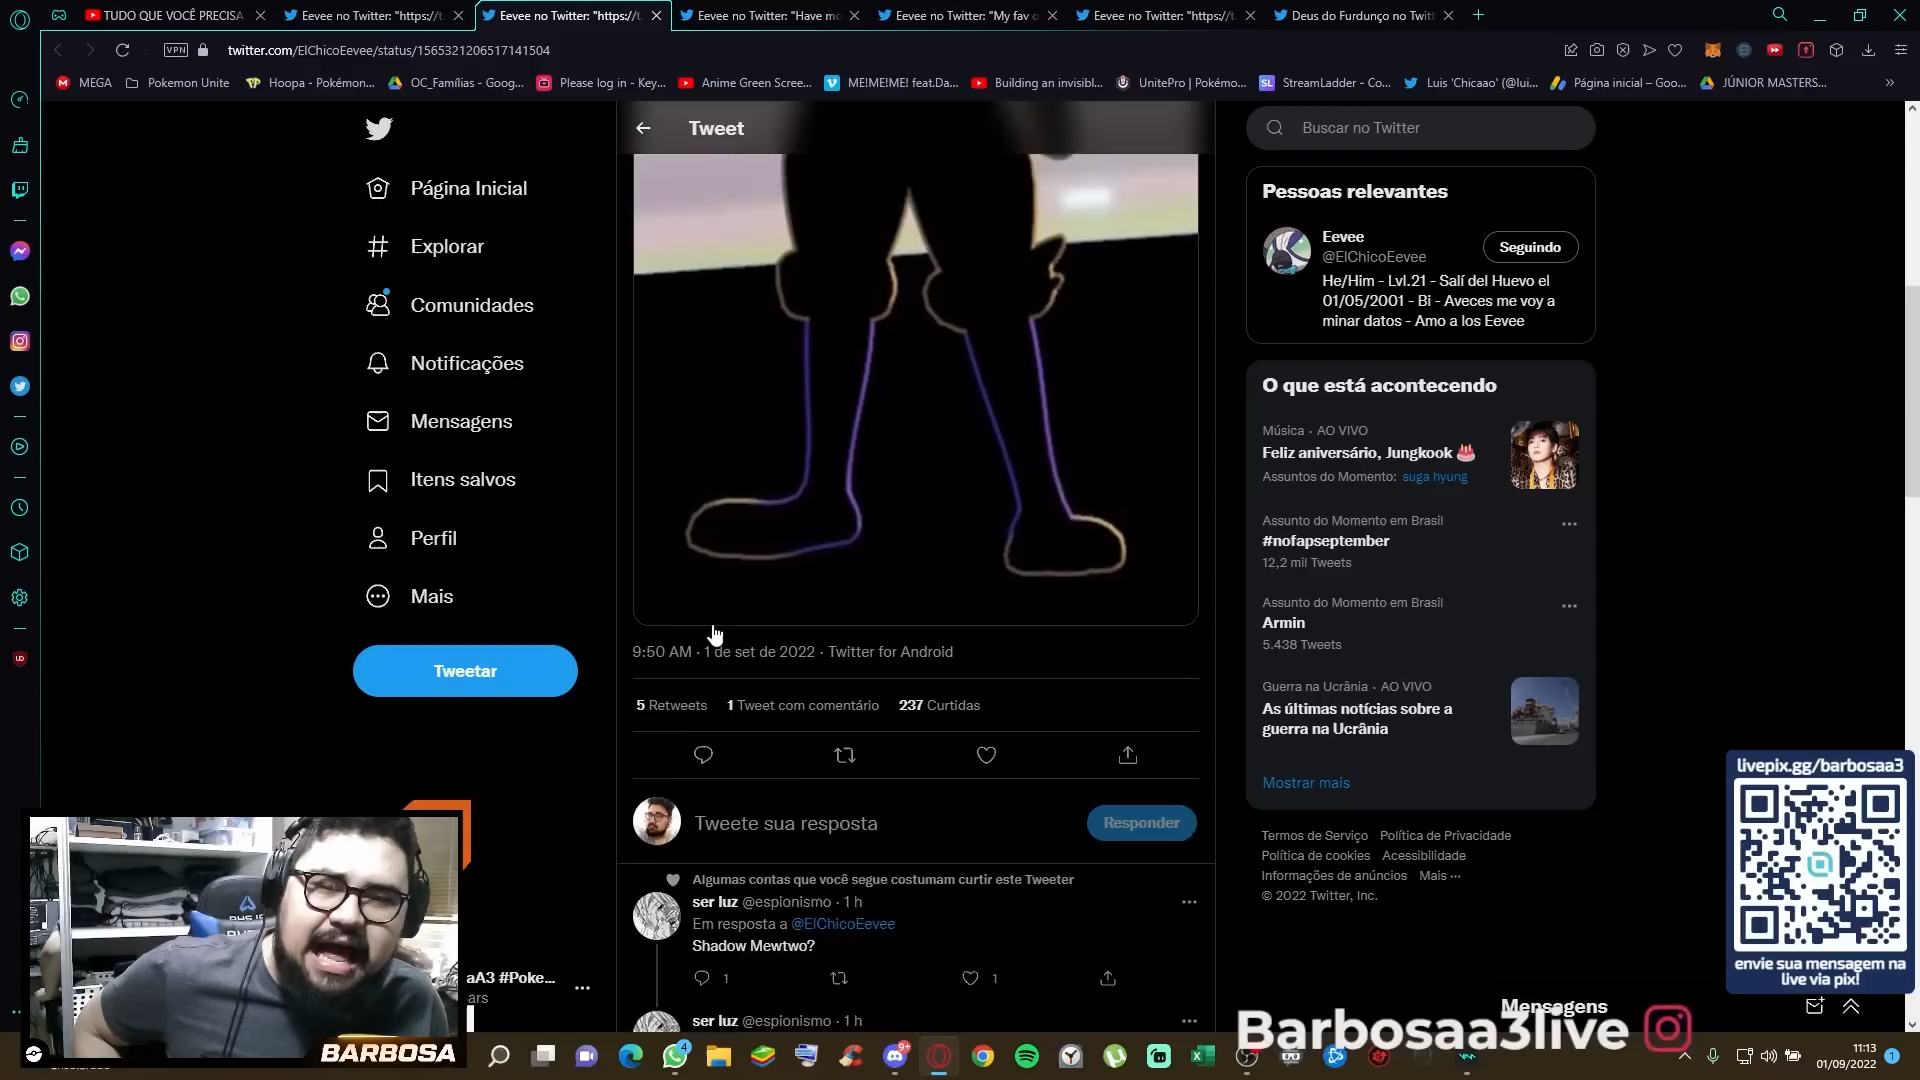 TUDO QUE VOCÊ PRECISA
Eevee no Twitter: "https://t.
Eevee no Twitter: "https://t.
Eevee no Twitter: "Have mo
Eevee no Twitter: "My fav o
Eevee no Twitter: "https://t.
Deus do Furdunço no Twitt
VPN
twitter.com/ElChicoEevee/status/1565321206517141504
MEGA
Pokemon Unite
Hoopa - Pokémon...
OC_Famílias - Goog...
Please log in - Key...
Anime Green Scree...
ME!ME!ME! feat.Da...
Building an invisibl...
UnitePro | Pokémo...
StreamLadder - Co...
Luis 'Chicaao' (@lui...
Página inicial – Goo...
JÚNIOR MASTERS...
Página Inicial
Explorar
Comunidades
Notificações
Mensagens
Itens salvos
Perfil
Mais
Tweetar
Tweet
9:50 AM · 1 de set de 2022 · Twitter for Android
5 Retweets 1 Tweet com comentário 237 Curtidas
Tweete sua resposta
Responder
Algumas contas que você segue costumam curtir este Tweeter
ser luz @espionismo · 1 h
Em resposta a @ElChicoEevee
Shadow Mewtwo?
1
1
ser luz @espionismo · 1 h
Buscar no Twitter
Pessoas relevantes
Eevee
@ElChicoEevee
Seguindo
He/Him - Lvl.21 - Salí del Huevo el
01/05/2001 - Bi - Aveces me voy a
minar datos - Amo a los Eevee
O que está acontecendo
Música · AO VIVO
Feliz aniversário, Jungkook
Assuntos do Momento: suga hyung
Assunto do Momento em Brasil
#nofapseptember
12,2 mil Tweets
Assunto do Momento em Brasil
Armin
5.438 Tweets
Guerra na Ucrânia · AO VIVO
As últimas notícias sobre a
guerra na Ucrânia
Mostrar mais
Termos de Serviço Política de Privacidade
Política de cookies Acessibilidade
Informações de anúncios Mais ···
© 2022 Twitter, Inc.
livepix.gg/barbosaa3
envie sua mensagem na
live via pix!
Mensagens
Barbosaa3live
aA3 #Poke...
BARBOSA
4
9+
11:13
01/09/2022
1